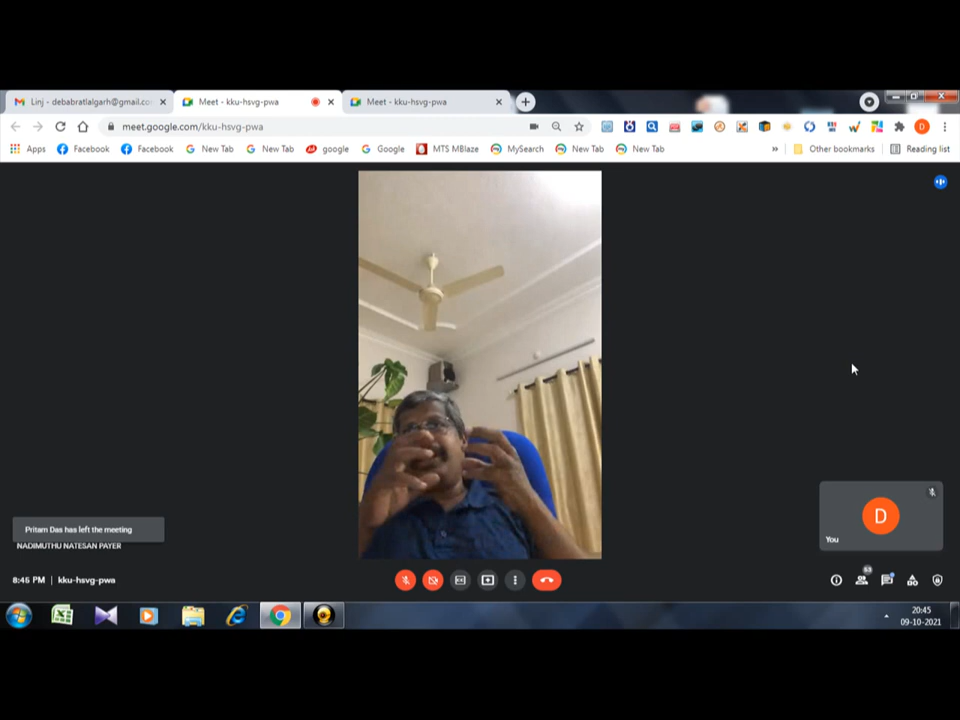 Linj - debabratlalgarh@gmail.co
Meet - kku-hsvg-pwa
Meet - kku-hsvg-pwa
meet.google.com/kku-hsvg-pwa
D
Apps Facebook Facebook New Tab New Tab google Google MTS MBlaze MySearch New Tab New Tab » Other bookmarks Reading list
D
You
Pritam Das has left the meeting
NADIMUTHU NATESAN PAYER
8:45 PM | kku-hsvg-pwa
53
20:45
09-10-2021